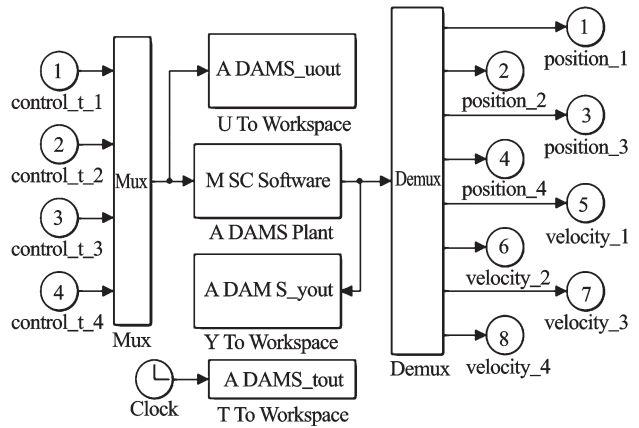 1
control_t_1
2
control_t_2
3
control_t_3
4
control_t_4
Mux
Mux
A DAMS_uout
U To Workspace
M SC Software
A DAMS Plant
A DAM S_yout
Y To Workspace
Clock
A DAMS_tout
T To Workspace
Demux
Demux
1
position_1
2
position_2
3
position_3
4
position_4
5
velocity_1
6
velocity_2
7
velocity_3
8
velocity_4